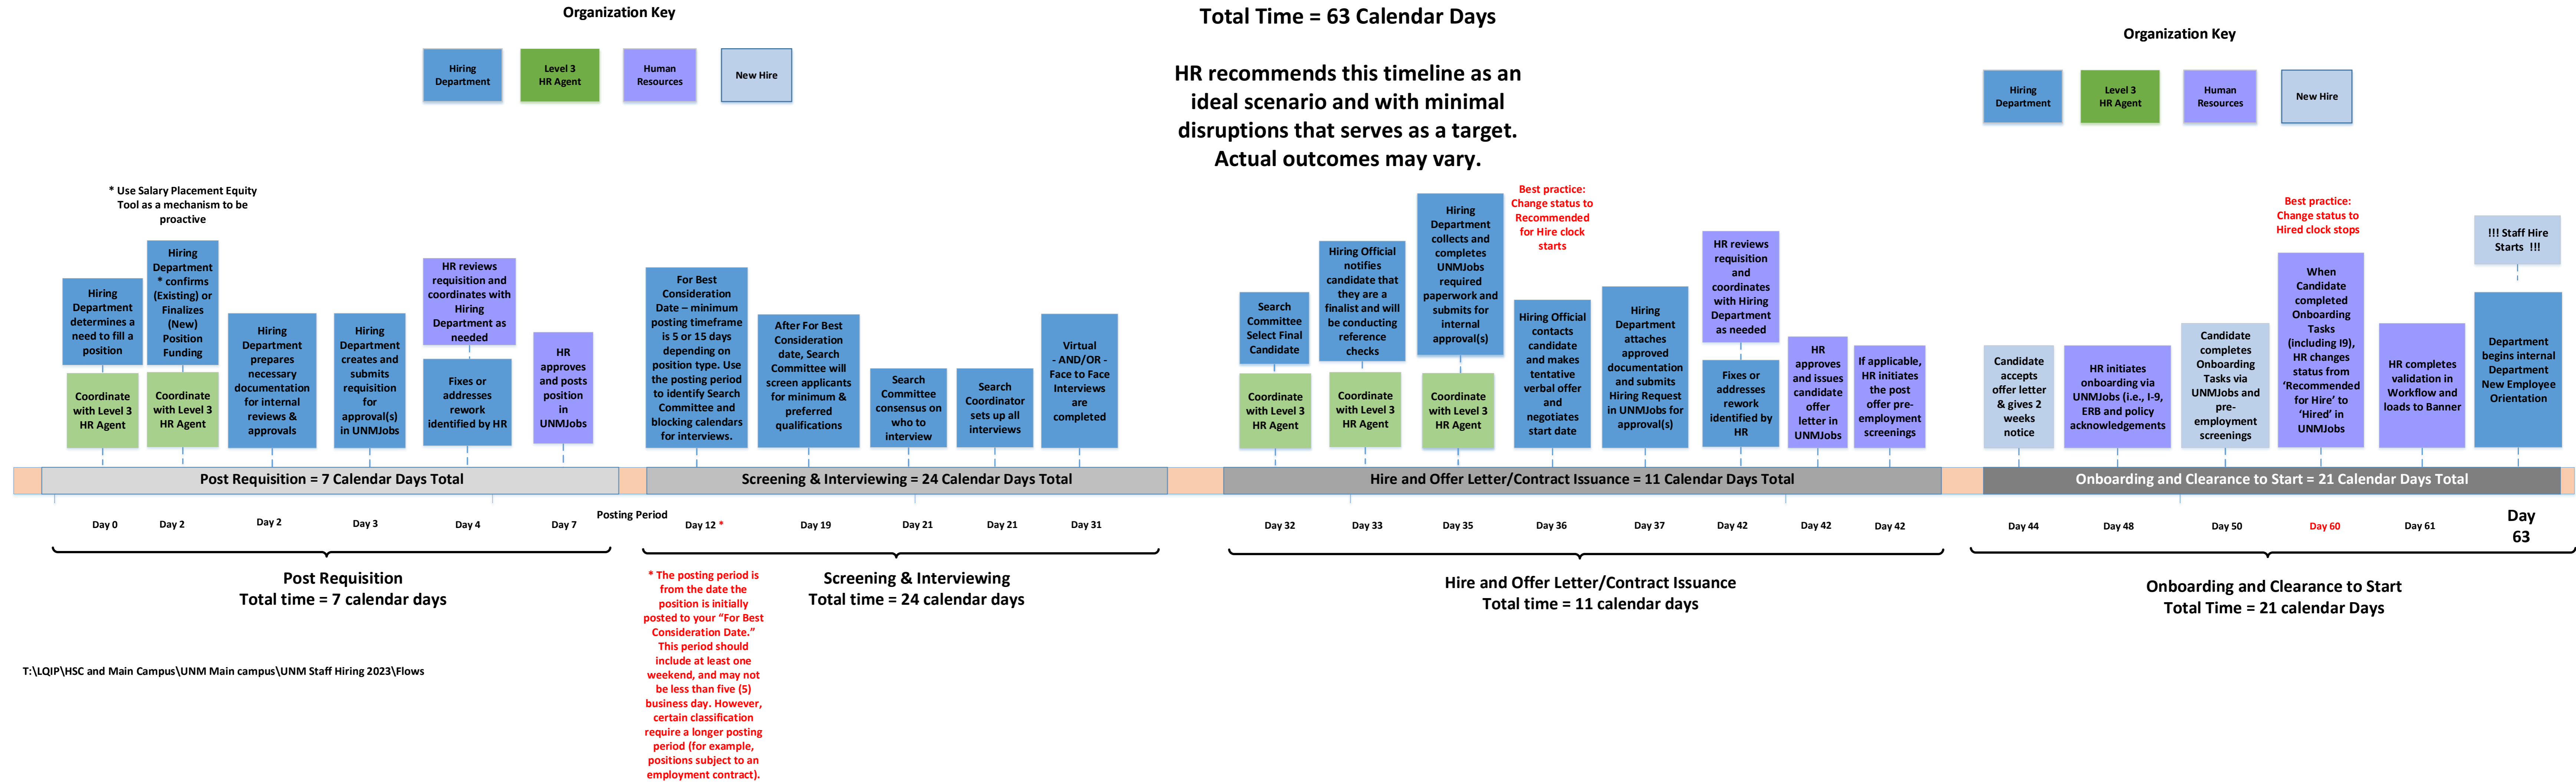 Organization Key
Hiring
Department
Level 3
HR Agent
Human
Resources
New Hire
Total Time = 63 Calendar Days
HR recommends this timeline as an
ideal scenario and with minimal
disruptions that serves as a target.
Actual outcomes may vary.
Organization Key
Hiring
Department
Level 3
HR Agent
Human
Resources
New Hire
* Use Salary Placement Equity
Tool as a mechanism to be
proactive
Hiring
Department
determines a
need to fill a
position
Coordinate
with Level 3
HR Agent
Hiring
Department
* confirms
(Existing) or
Finalizes
(New)
Position
Funding
Coordinate
with Level 3
HR Agent
Hiring
Department
prepares
necessary
documentation
for internal
reviews &
approvals
Hiring
Department
creates and
submits
requisition
for
approval(s)
in UNMJobs
HR reviews
requisition and
coordinates with
Hiring
Department as
needed
Fixes or
addresses
rework
identified by HR
HR
approves
and posts
position
in
UNMJobs
For Best
Consideration
Date – minimum
posting timeframe
is 5 or 15 days
depending on
position type. Use
the posting period
to identify Search
Committee and
blocking calendars
for interviews.
After For Best
Consideration
date, Search
Committee will
screen applicants
for minimum &
preferred
qualifications
Search
Committee
consensus on
who to
interview
Search
Coordinator
sets up all
interviews
Virtual
- AND/OR -
Face to Face
Interviews
are
completed
Search
Committee
Select Final
Candidate
Coordinate
with Level 3
HR Agent
Hiring Official
notifies
candidate that
they are a
finalist and will
be conducting
reference
checks
Coordinate
with Level 3
HR Agent
Hiring
Department
collects and
completes
UNMJobs
required
paperwork and
submits for
internal
approval(s)
Coordinate
with Level 3
HR Agent
Best practice:
Change status to
Recommended
for Hire clock
starts
Hiring Official
contacts
candidate
and makes
tentative
verbal offer
and
negotiates
start date
Hiring
Department
attaches
approved
documentation
and submits
Hiring Request
in UNMJobs for
approval(s)
HR reviews
requisition
and
coordinates
with Hiring
Department
as needed
Fixes or
addresses
rework
identified by
HR
HR
approves
and issues
candidate
offer
letter in
UNMJobs
If applicable,
HR initiates
the post
offer pre-
employment
screenings
Candidate
accepts
offer letter
& gives 2
weeks
notice
HR initiates
onboarding via
UNMJobs (i.e., I-9,
ERB and policy
acknowledgements
Candidate
completes
Onboarding
Tasks via
UNMJobs and
pre-
employment
screenings
Best practice:
Change status to
Hired clock stops
When
Candidate
completed
Onboarding
Tasks
(including I9),
HR changes
status from
‘Recommended
for Hire’ to
‘Hired’ in
UNMJobs
HR completes
validation in
Workflow and
loads to Banner
!!! Staff Hire
Starts !!!
Department
begins internal
Department
New Employee
Orientation
Post Requisition = 7 Calendar Days Total
Screening & Interviewing = 24 Calendar Days Total
Hire and Offer Letter/Contract Issuance = 11 Calendar Days Total
Onboarding and Clearance to Start = 21 Calendar Days Total
Day 0
Day 2
Day 2
Day 3
Day 4
Day 7
Posting Period
Day 12 *
Day 19
Day 21
Day 21
Day 31
Day 32
Day 33
Day 35
Day 36
Day 37
Day 42
Day 42
Day 42
Day 44
Day 48
Day 50
Day 60
Day 61
Day
63
Post Requisition
Total time = 7 calendar days
* The posting period is
from the date the
position is initially
posted to your “For Best
Consideration Date.”
This period should
include at least one
weekend, and may not
be less than five (5)
business day. However,
certain classification
require a longer posting
period (for example,
positions subject to an
employment contract).
Screening & Interviewing
Total time = 24 calendar days
Hire and Offer Letter/Contract Issuance
Total time = 11 calendar days
Onboarding and Clearance to Start
Total Time = 21 calendar Days
T:\LQIP\HSC and Main Campus\UNM Main campus\UNM Staff Hiring 2023\Flows